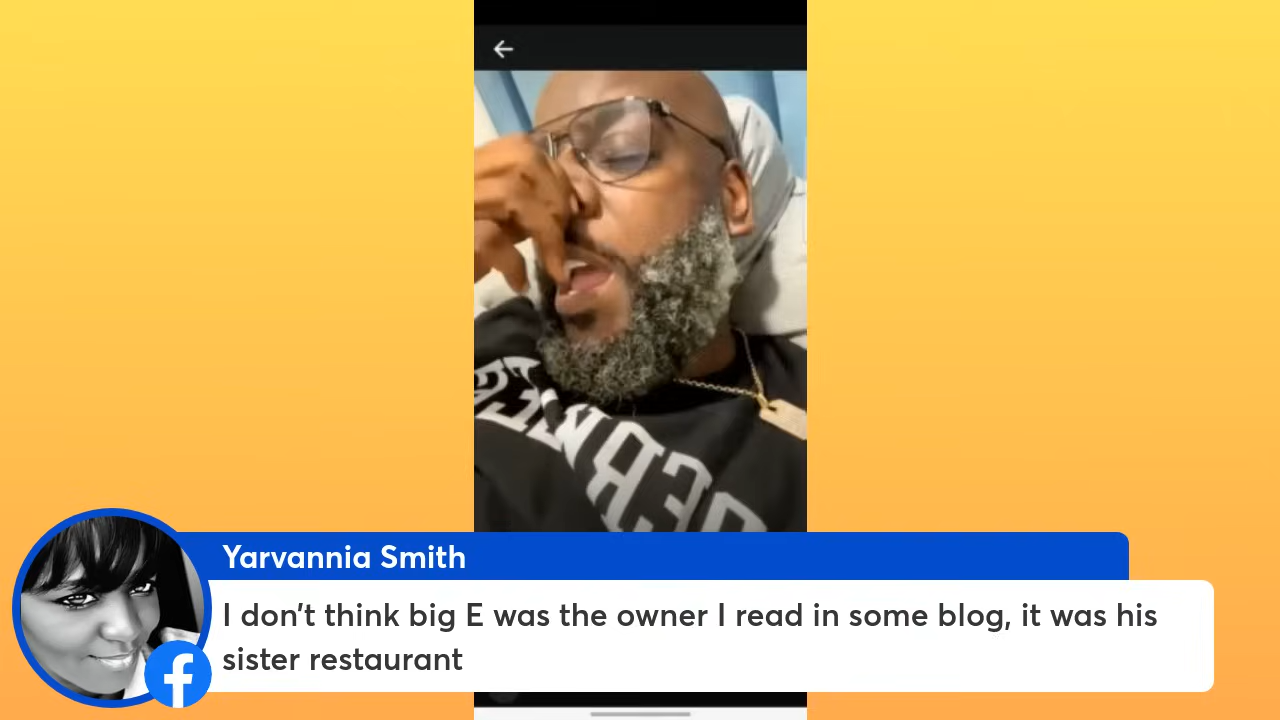 Yarvannia Smith
I don't think big E was the owner I read in some blog, it was his
sister restaurant